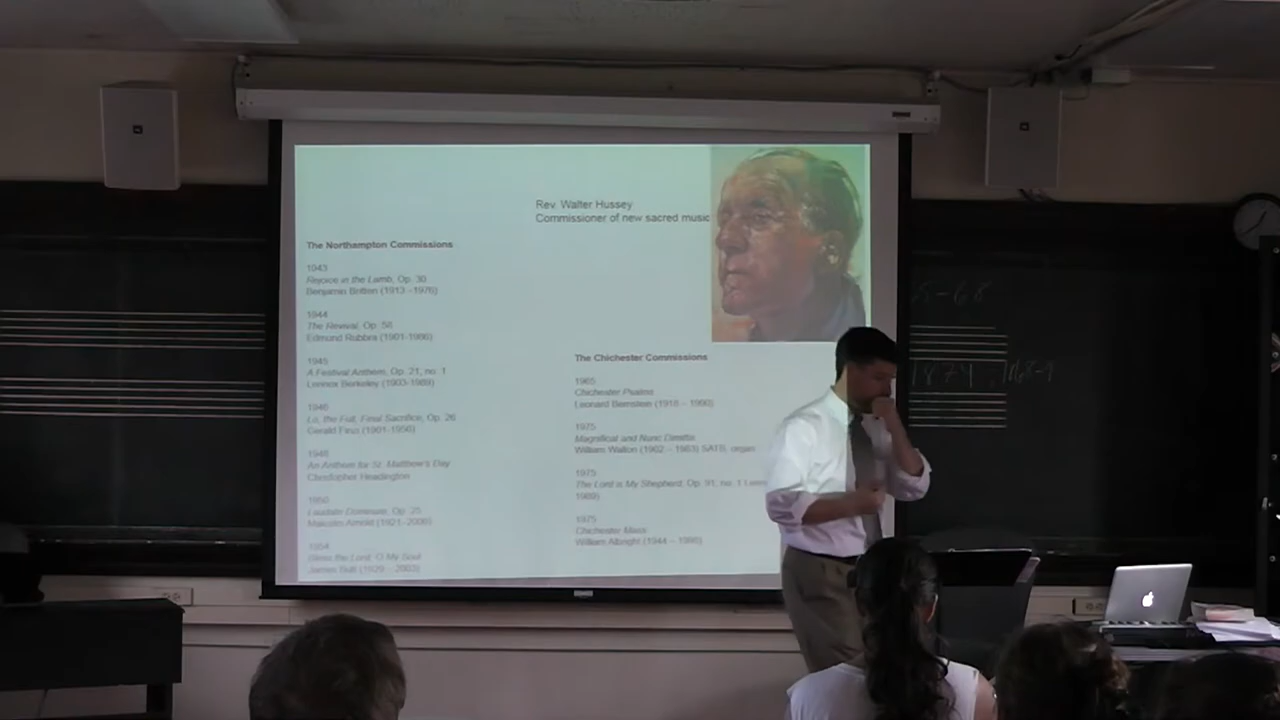 Rev. Walter Hussey
Commissioner of new sacred music
The Northampton Commissions
1943
Rejoice in the Lamb, Op. 30
Benjamin Britten (1913 –1976)
1944
The Revival, Op. 58
Edmund Rubbra (1901-1986)
1945
A Festival Anthem, Op. 21, no. 1
Lennox Berkeley (1903-1989)
1946
Lo, the Full, Final Sacrifice, Op. 26
Gerald Finzi (1901-1956)
1948
An Anthem for St. Matthew's Day
Christopher Headington
1950
Laudate Dominum, Op. 25
Malcolm Arnold (1921-2006)
1954
Bless the Lord, O My Soul
James Butt (1929 – 2003)
The Chichester Commissions
1965
Chichester Psalms
Leonard Bernstein (1918 – 1990)
1975
Magnificat and Nunc Dimittis
William Walton (1902 – 1983) SATB, organ
1975
The Lord is My Shepherd, Op. 91, no. 1
1989)
1975
Chichester Mass
William Albright (1944 – 1998)